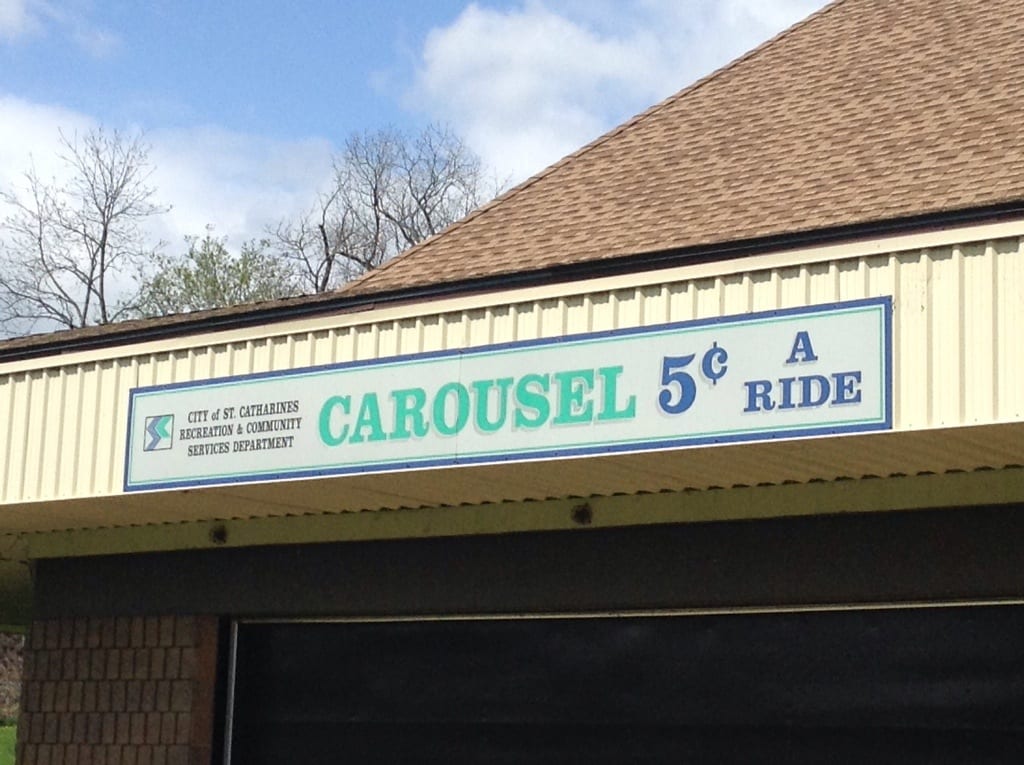 CITY of ST. CATHARINES
RECREATION & COMMUNITY
SERVICES DEPARTMENT
CAROUSEL 5¢
A
RIDE